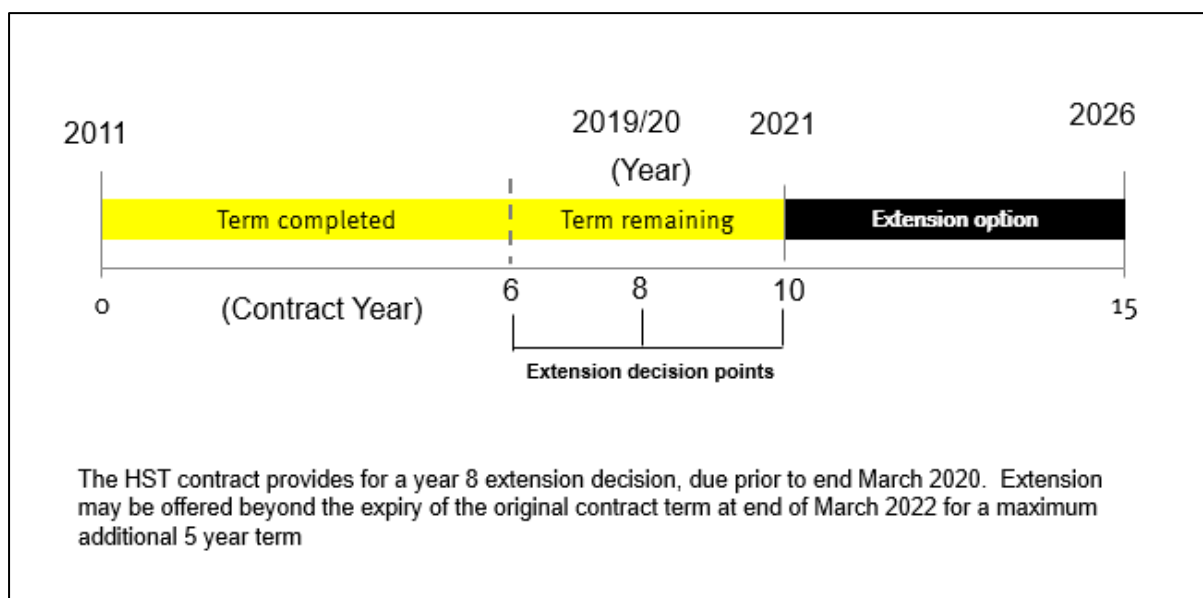 2011
2019/20
(Year)
2021
2026
Term completed
Term remaining
Extension option
0
(Contract Year)
6
8
10
15
Extension decision points
The HST contract provides for a year 8 extension decision, due prior to end March 2020.  Extension
may be offered beyond the expiry of the original contract term at end of March 2022 for a maximum
additional 5 year term